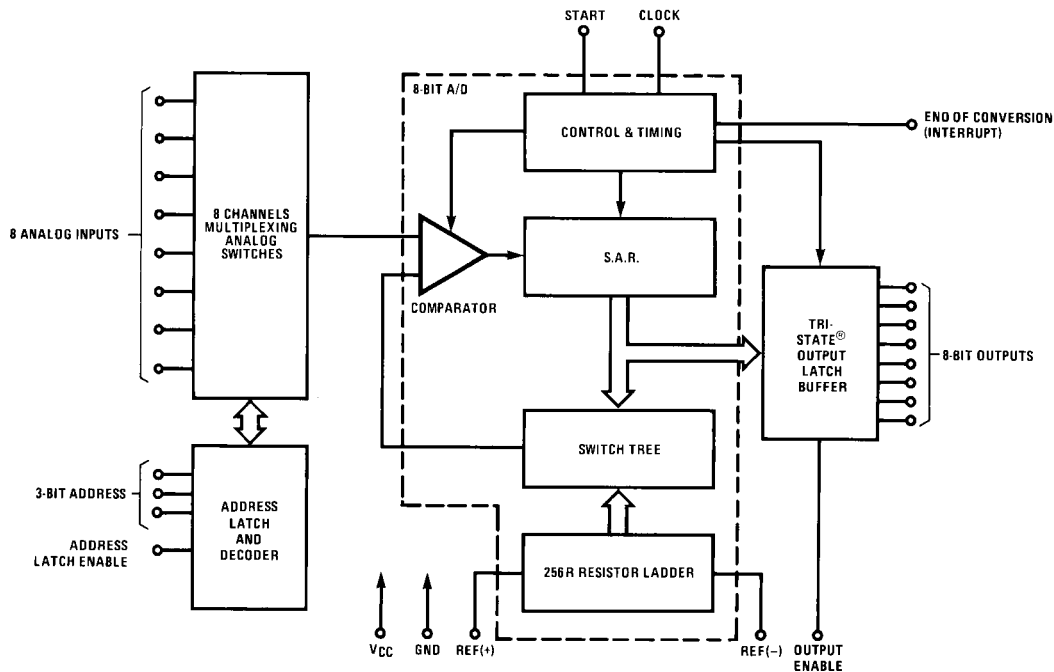 START
CLOCK
8-BIT A/D
CONTROL & TIMING
END OF CONVERSION
(INTERRUPT)
8 ANALOG INPUTS
8 CHANNELS
MULTIPLEXING
ANALOG
SWITCHES
COMPARATOR
S.A.R.
TRI-
STATE®
OUTPUT
LATCH
BUFFER
8-BIT OUTPUTS
SWITCH TREE
3-BIT ADDRESS
ADDRESS
LATCH ENABLE
ADDRESS
LATCH
AND
DECODER
256R RESISTOR LADDER
VCC
GND
REF(+)
REF(−)
OUTPUT
ENABLE